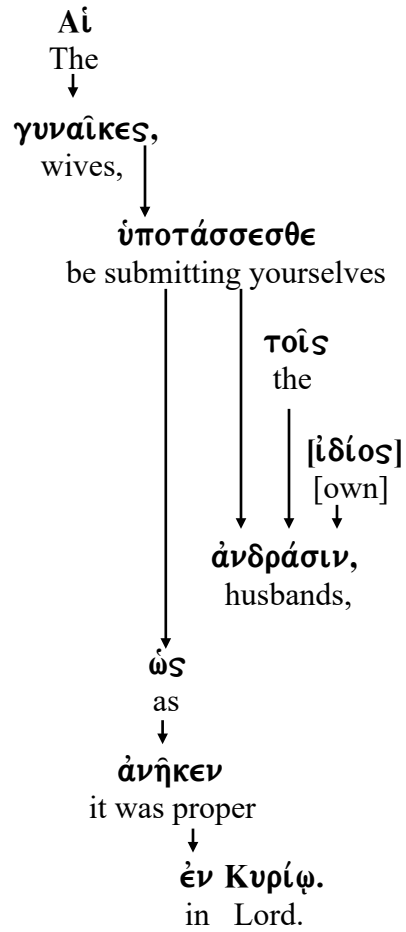 Αἱ
The
γυναῖκες,
wives,
ὑποτάσσεσθε
be submitting yourselves
τοῖς
the
[ἰδίος]
[own]
ἀνδράσιν,
husbands,
ὡς
as
ἀνῆκεν
it was proper
ἐν Κυρίῳ.
in Lord.